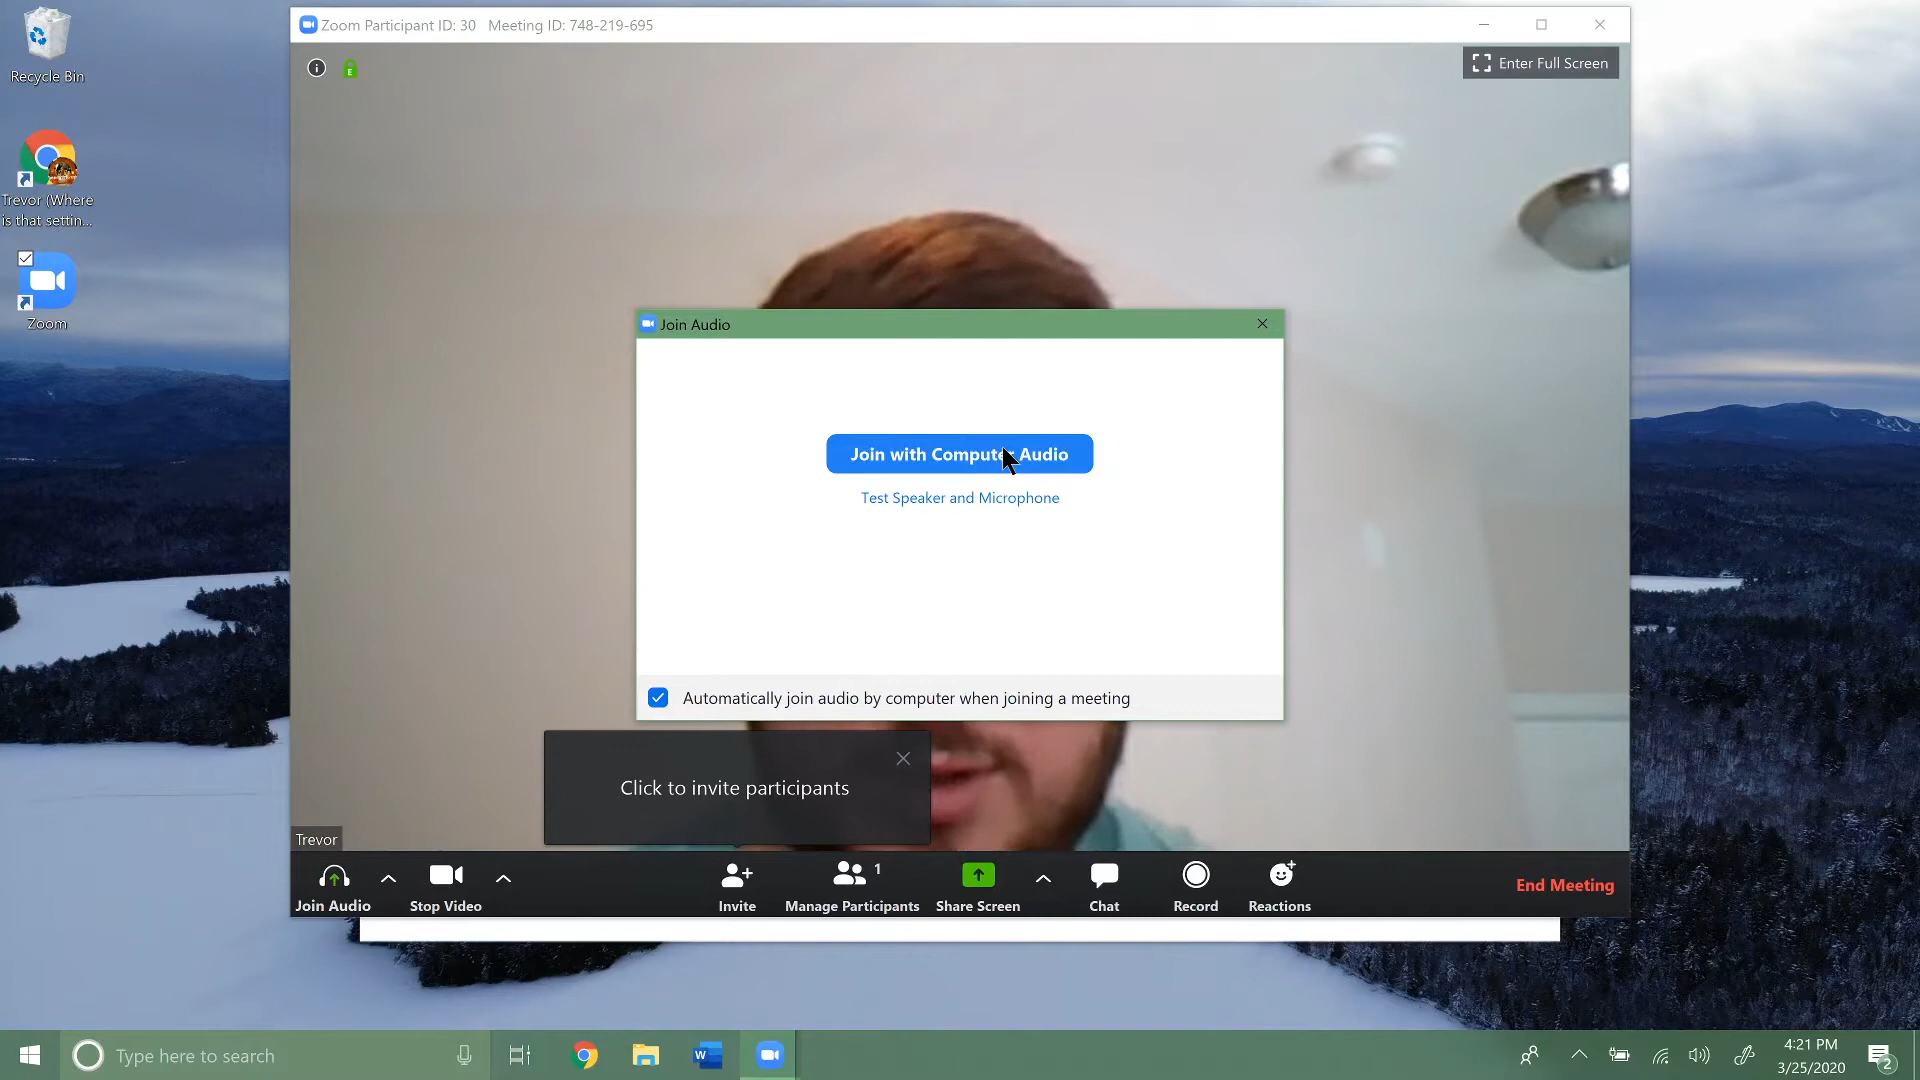 Recycle Bin
Trevor (Where
is that settin...
Zoom
Zoom Participant ID: 30 Meeting ID: 748-219-695
i
E
Enter Full Screen
Join Audio
Join with Computer Audio
Test Speaker and Microphone
Automatically join audio by computer when joining a meeting
Click to invite participants
Trevor
Join Audio
Stop Video
Invite
1
Manage Participants
Share Screen
Chat
Record
Reactions
End Meeting
Type here to search
W
4:21 PM
3/25/2020
2